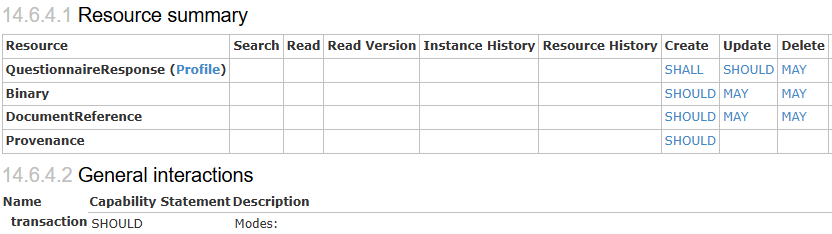 14.6.4.1 Resource summary
Resource Search Read Read Version Instance History Resource History Create Update Delete
QuestionnaireResponse (Profile) SHALL SHOULD MAY
Binary SHOULD MAY MAY
DocumentReference SHOULD MAY MAY
Provenance SHOULD
14.6.4.2 General interactions
Name Capability Statement Description
transaction SHOULD Modes: